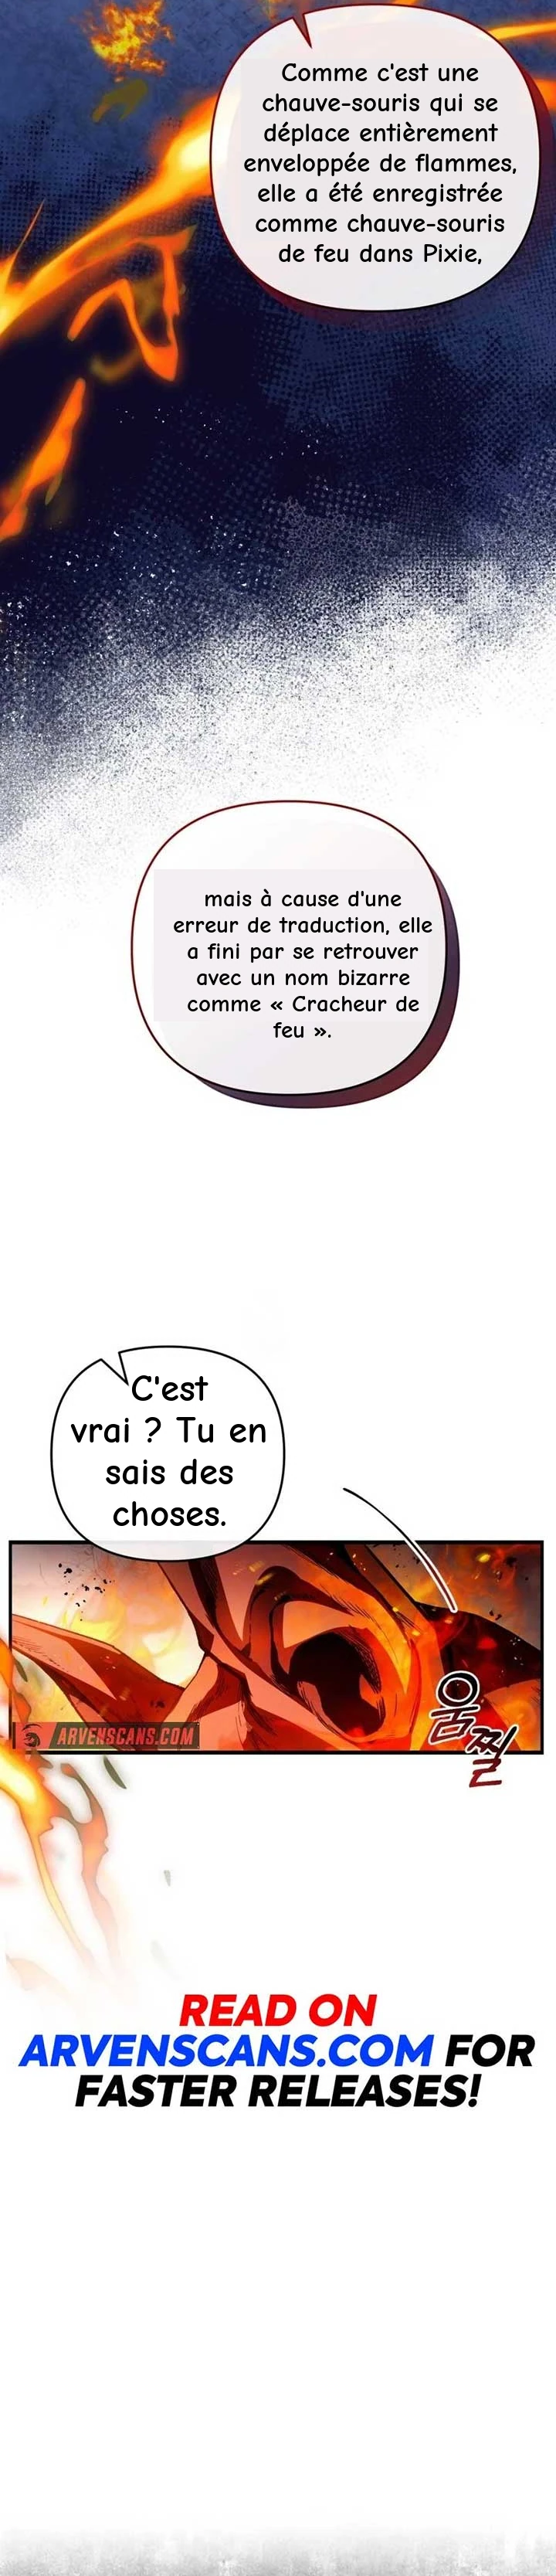 Comme c'est une
chauve-souris qui se
déplace entièrement
enveloppée de flammes,
elle a été enregistrée
comme chauve-souris
de feu dans Pixie,
mais à cause d'une
erreur de traduction, elle
a fini par se retrouver
avec un nom bizarre
comme « Cracheur de
feu ».
C'est
vrai ? Tu en
sais des
choses.
움찔
ARVENSCANS.COM
READ ON
ARVENSCANS.COM FOR
FASTER RELEASES!